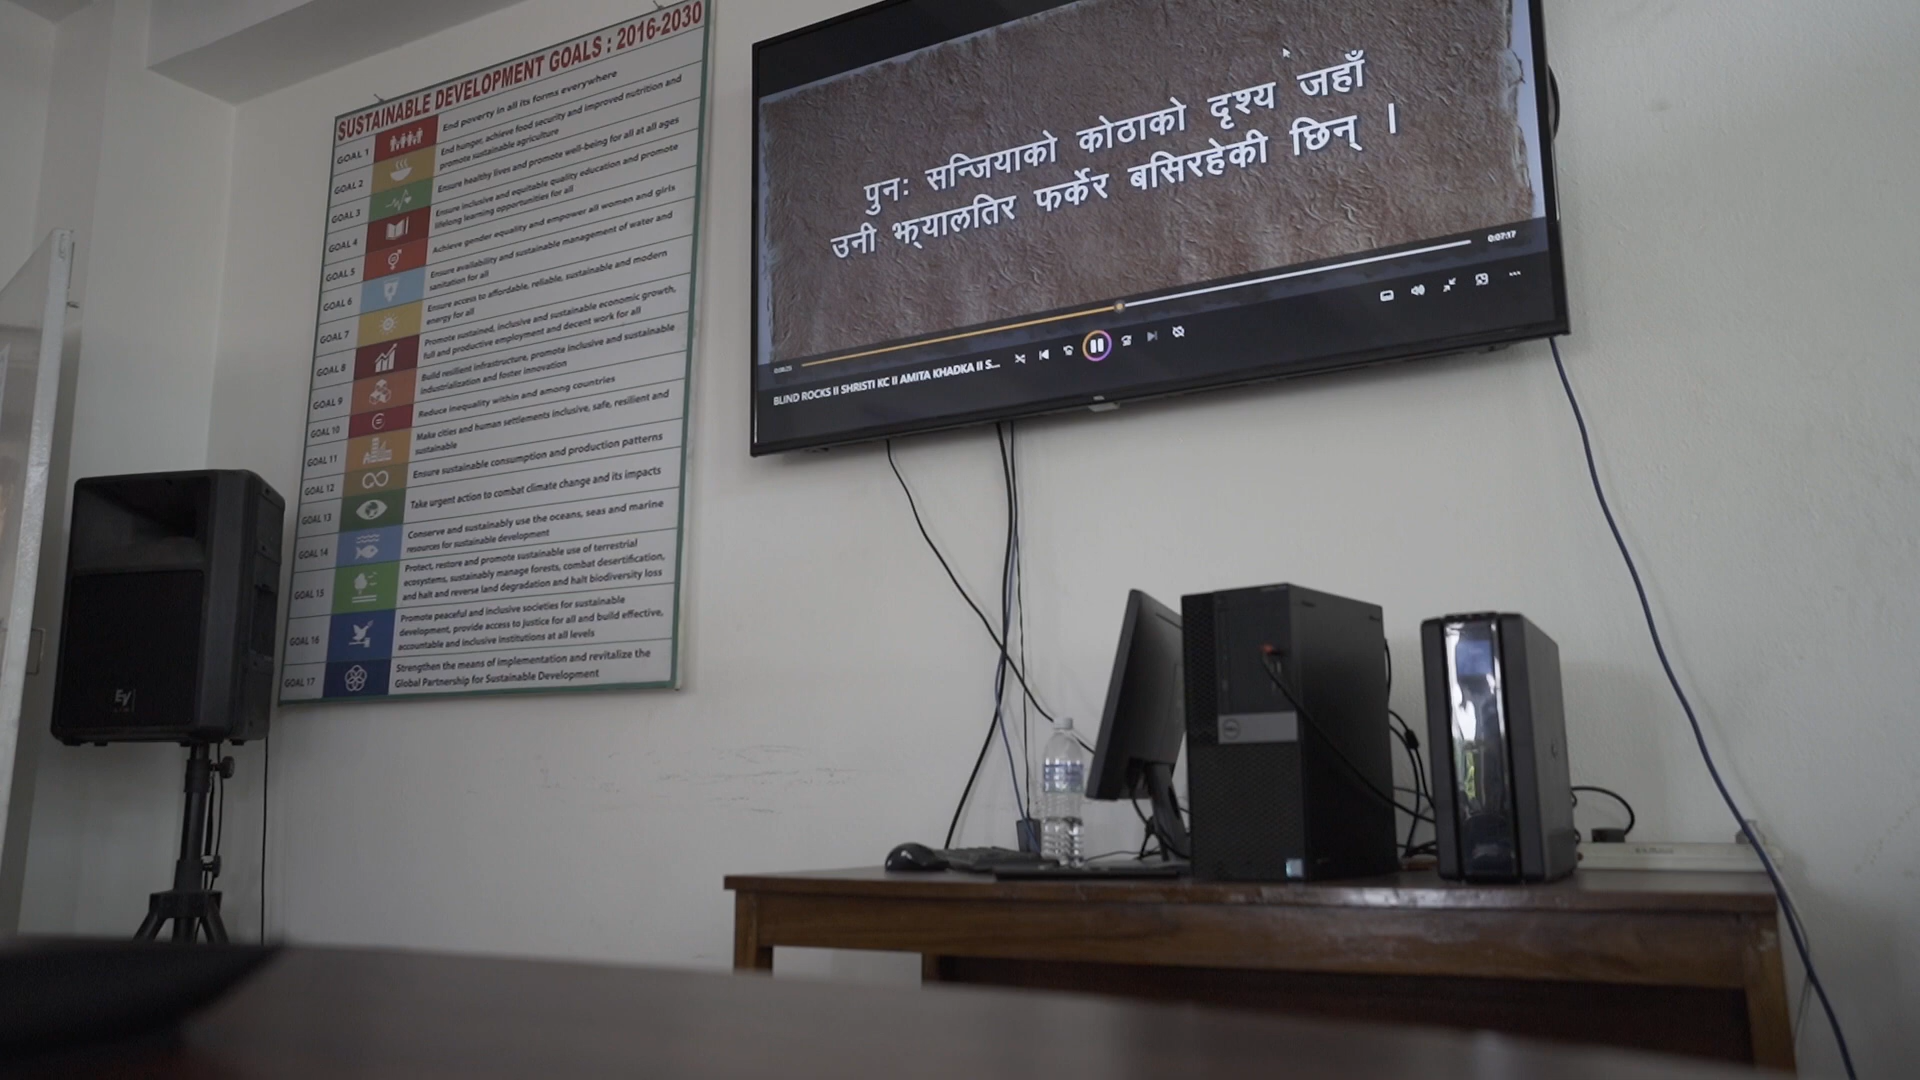 SUSTAINABLE DEVELOPMENT GOALS : 2016-2030
GOAL 1
End poverty in all its forms everywhere
GOAL 2
End hunger, achieve food security and improved nutrition and
promote sustainable agriculture
GOAL 3
Ensure healthy lives and promote well-being for all at all ages
GOAL 4
Ensure inclusive and equitable quality education and promote
lifelong learning opportunities for all
GOAL 5
Achieve gender equality and empower all women and girls
GOAL 6
Ensure availability and sustainable management of water and
sanitation for all
GOAL 7
Ensure access to affordable, reliable, sustainable and modern
energy for all
GOAL 8
Promote sustained, inclusive and sustainable economic growth,
full and productive employment and decent work for all
GOAL 9
Build resilient infrastructure, promote inclusive and sustainable
industrialization and foster innovation
GOAL 10
Reduce inequality within and among countries
GOAL 11
Make cities and human settlements inclusive, safe, resilient and
sustainable
GOAL 12
Ensure sustainable consumption and production patterns
GOAL 13
Take urgent action to combat climate change and its impacts
GOAL 14
Conserve and sustainably use the oceans, seas and marine
resources for sustainable development
GOAL 15
Protect, restore and promote sustainable use of terrestrial
ecosystems, sustainably manage forests, combat desertification,
and halt and reverse land degradation and halt biodiversity loss
GOAL 16
Promote peaceful and inclusive societies for sustainable
development, provide access to justice for all and build effective,
accountable and inclusive institutions at all levels
GOAL 17
Strengthen the means of implementation and revitalize the
Global Partnership for Sustainable Development
पुनः सन्जियाको कोठाको दृश्य जहाँ
उनी झ्यालतिर फर्केर बसिरहेकी छिन् ।
0:07:17
BLIND ROCKS II SHRISTI KC II AMITA KHADKA II S...
EV
DELL